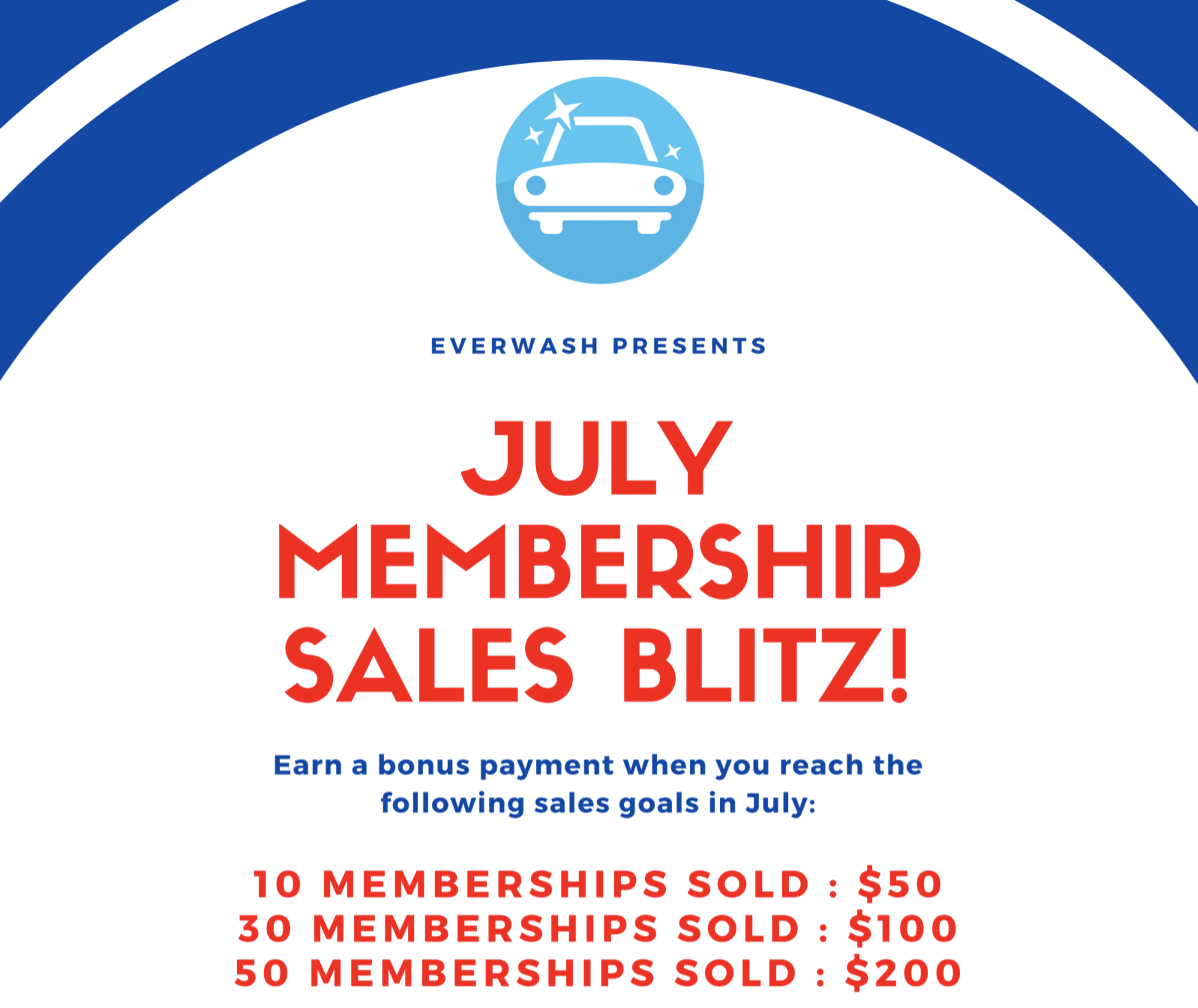 EVERWASH PRESENTS
JULY
MEMBERSHIP
SALES BLITZ!
Earn a bonus payment when you reach the
following sales goals in July:
10 MEMBERSHIPS SOLD : $50
30 MEMBERSHIPS SOLD : $100
50 MEMBERSHIPS SOLD : $200